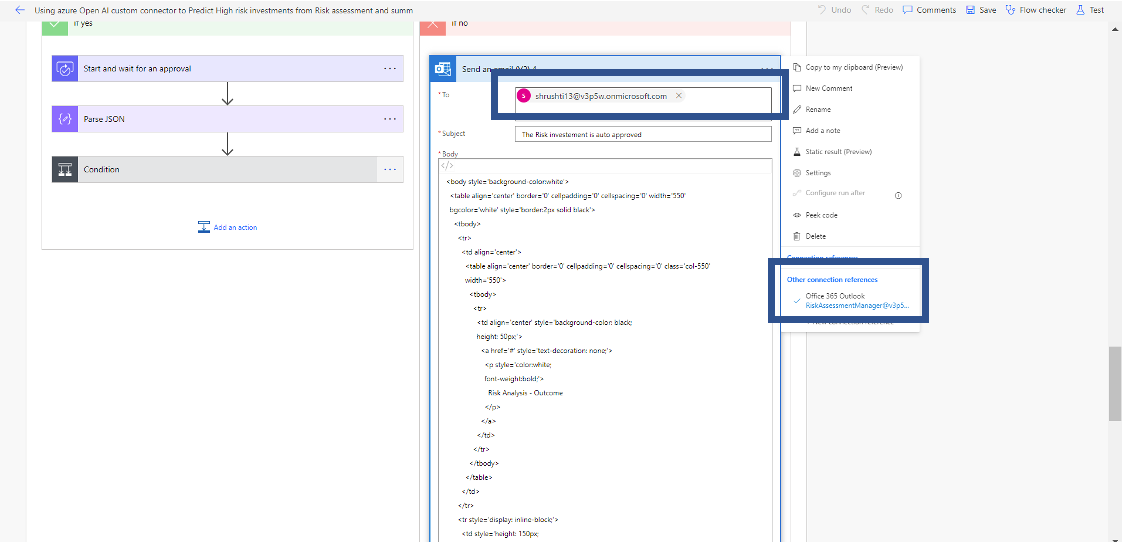 Using azure Open AI custom connector to Predict High risk investments from Risk assessment and summ
Undo
Redo
Comments
Save
Flow checker
Test
If yes
If no
Start and wait for an approval
Parse JSON
Condition
Add an action
Send an email (V2) 4
* To
S
shrushti13@v3p5w.onmicrosoft.com
* Subject
The Risk investement is auto approved
* Body
</>
<body style='background-color:white'>
<table align='center' border='0' cellpadding='0' cellspacing='0' width='550'
bgcolor='white' style='border:2px solid black'>
<tbody>
<tr>
<td align='center'>
<table align='center' border='0' cellpadding='0' cellspacing='0' class='col-550'
width='550'>
<tbody>
<tr>
<td align='center' style='background-color: black;
height: 50px;'>
<a href='#' style='text-decoration: none;'>
<p style='color:white;
font-weight:bold;'>
Risk Analysis - Outcome
</p>
</a>
</td>
</tr>
</tbody>
</table>
</td>
</tr>
<tr style='display: inline-block;'>
<td style='height: 150px;
Copy to my clipboard (Preview)
New Comment
Rename
Add a note
Static result (Preview)
Settings
Configure run after
Peek code
Delete
Connection references
Other connection references
Office 365 Outlook
RiskAssessmentManager@v3p5...